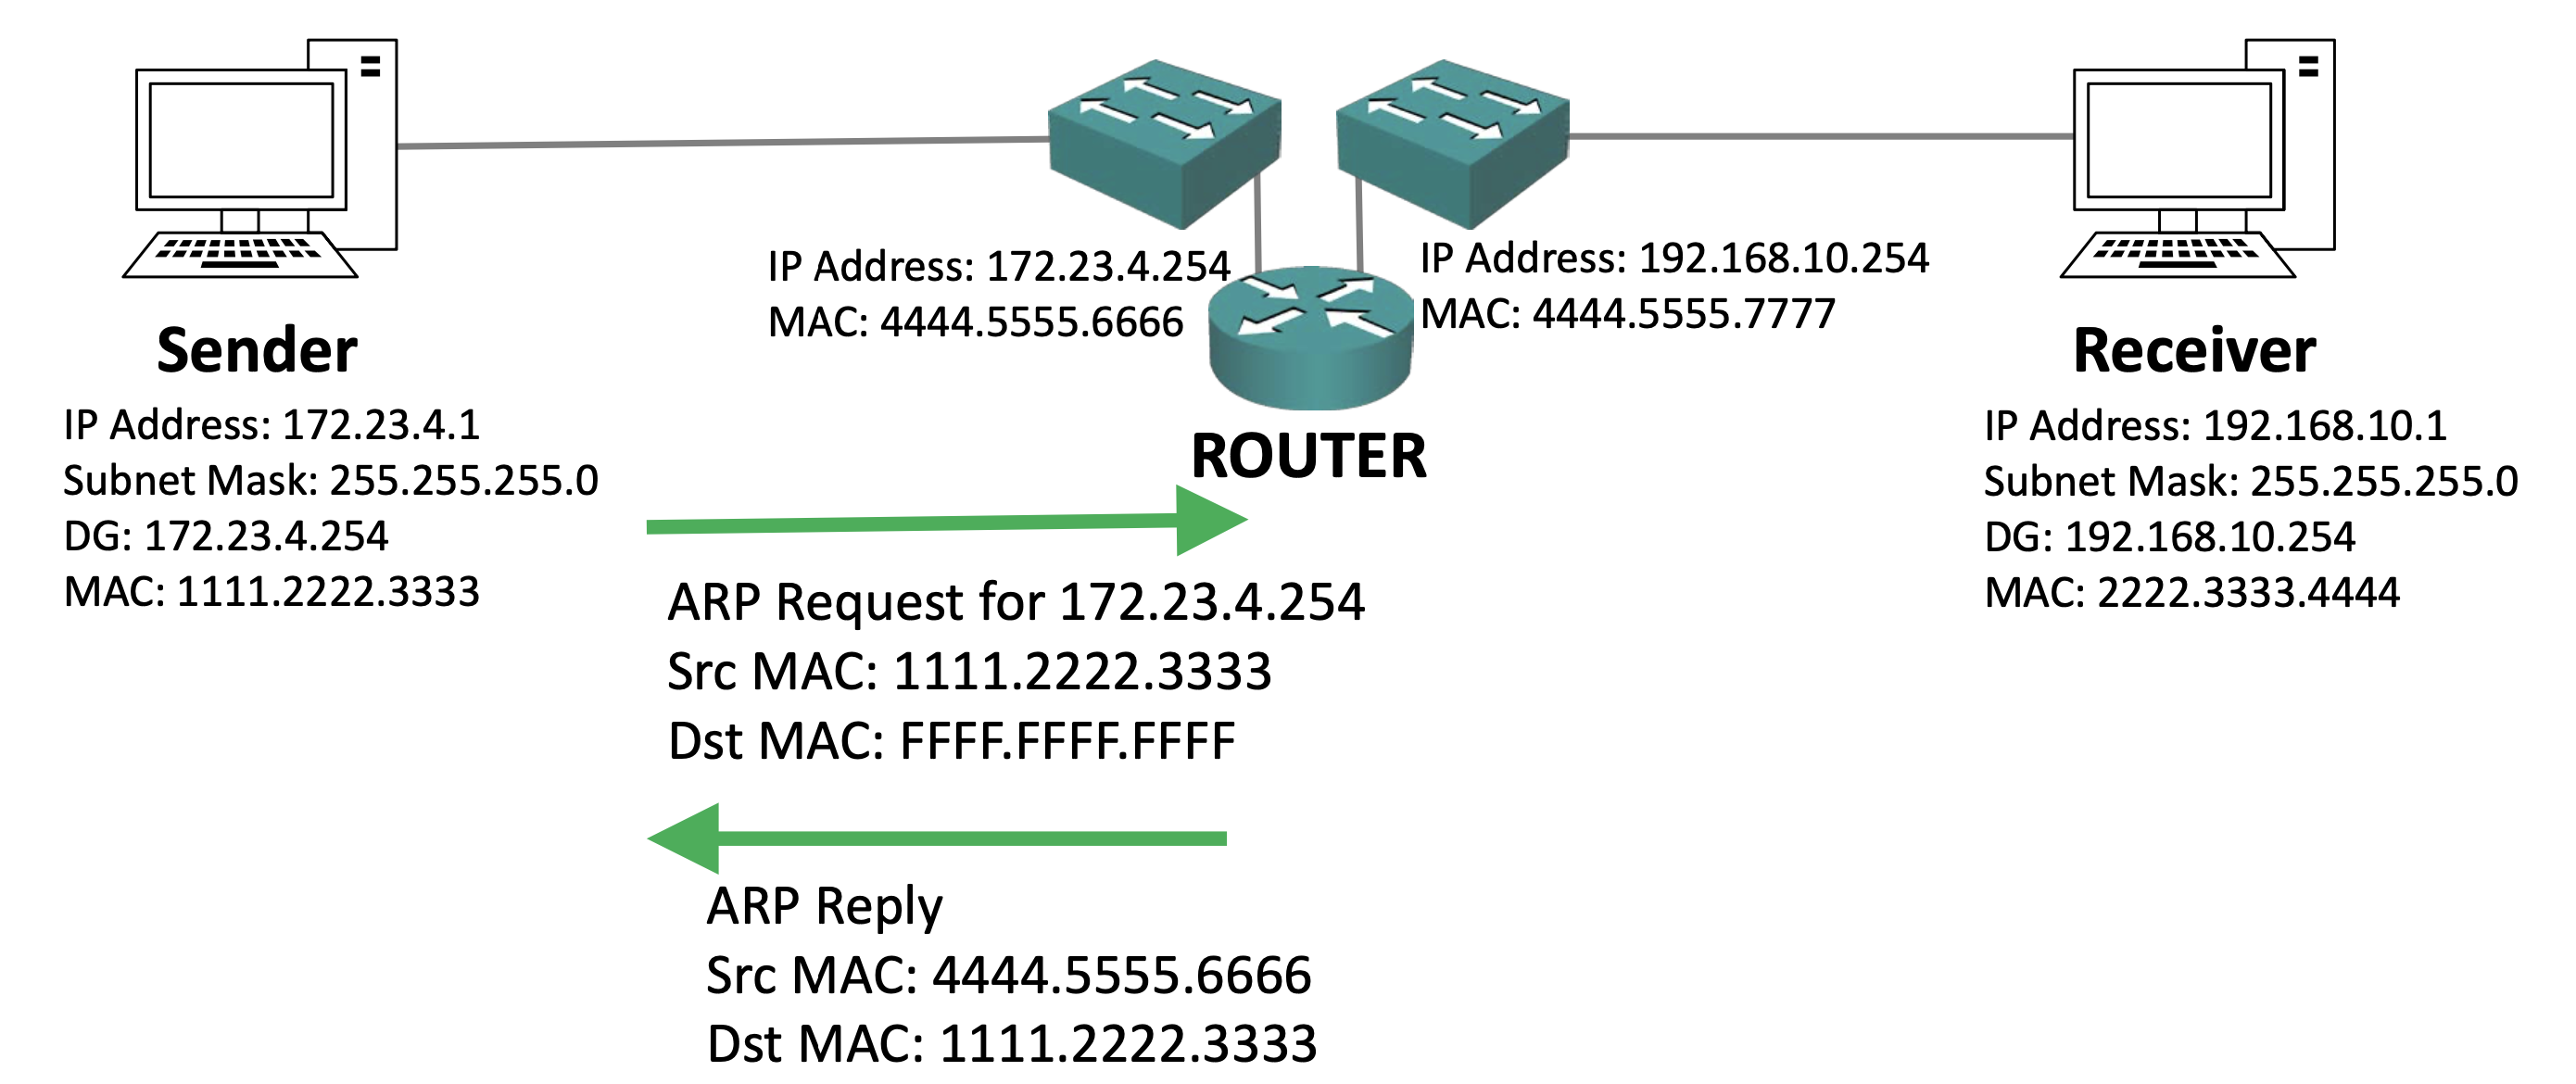 IP Address: 172.23.4.254
MAC: 4444.5555.6666
IP Address: 192.168.10.254
MAC: 4444.5555.7777
Sender
IP Address: 172.23.4.1
Subnet Mask: 255.255.255.0
DG: 172.23.4.254
MAC: 1111.2222.3333
ROUTER
Receiver
IP Address: 192.168.10.1
Subnet Mask: 255.255.255.0
DG: 192.168.10.254
MAC: 2222.3333.4444
ARP Request for 172.23.4.254
Src MAC: 1111.2222.3333
Dst MAC: FFFF.FFFF.FFFF
ARP Reply
Src MAC: 4444.5555.6666
Dst MAC: 1111.2222.3333